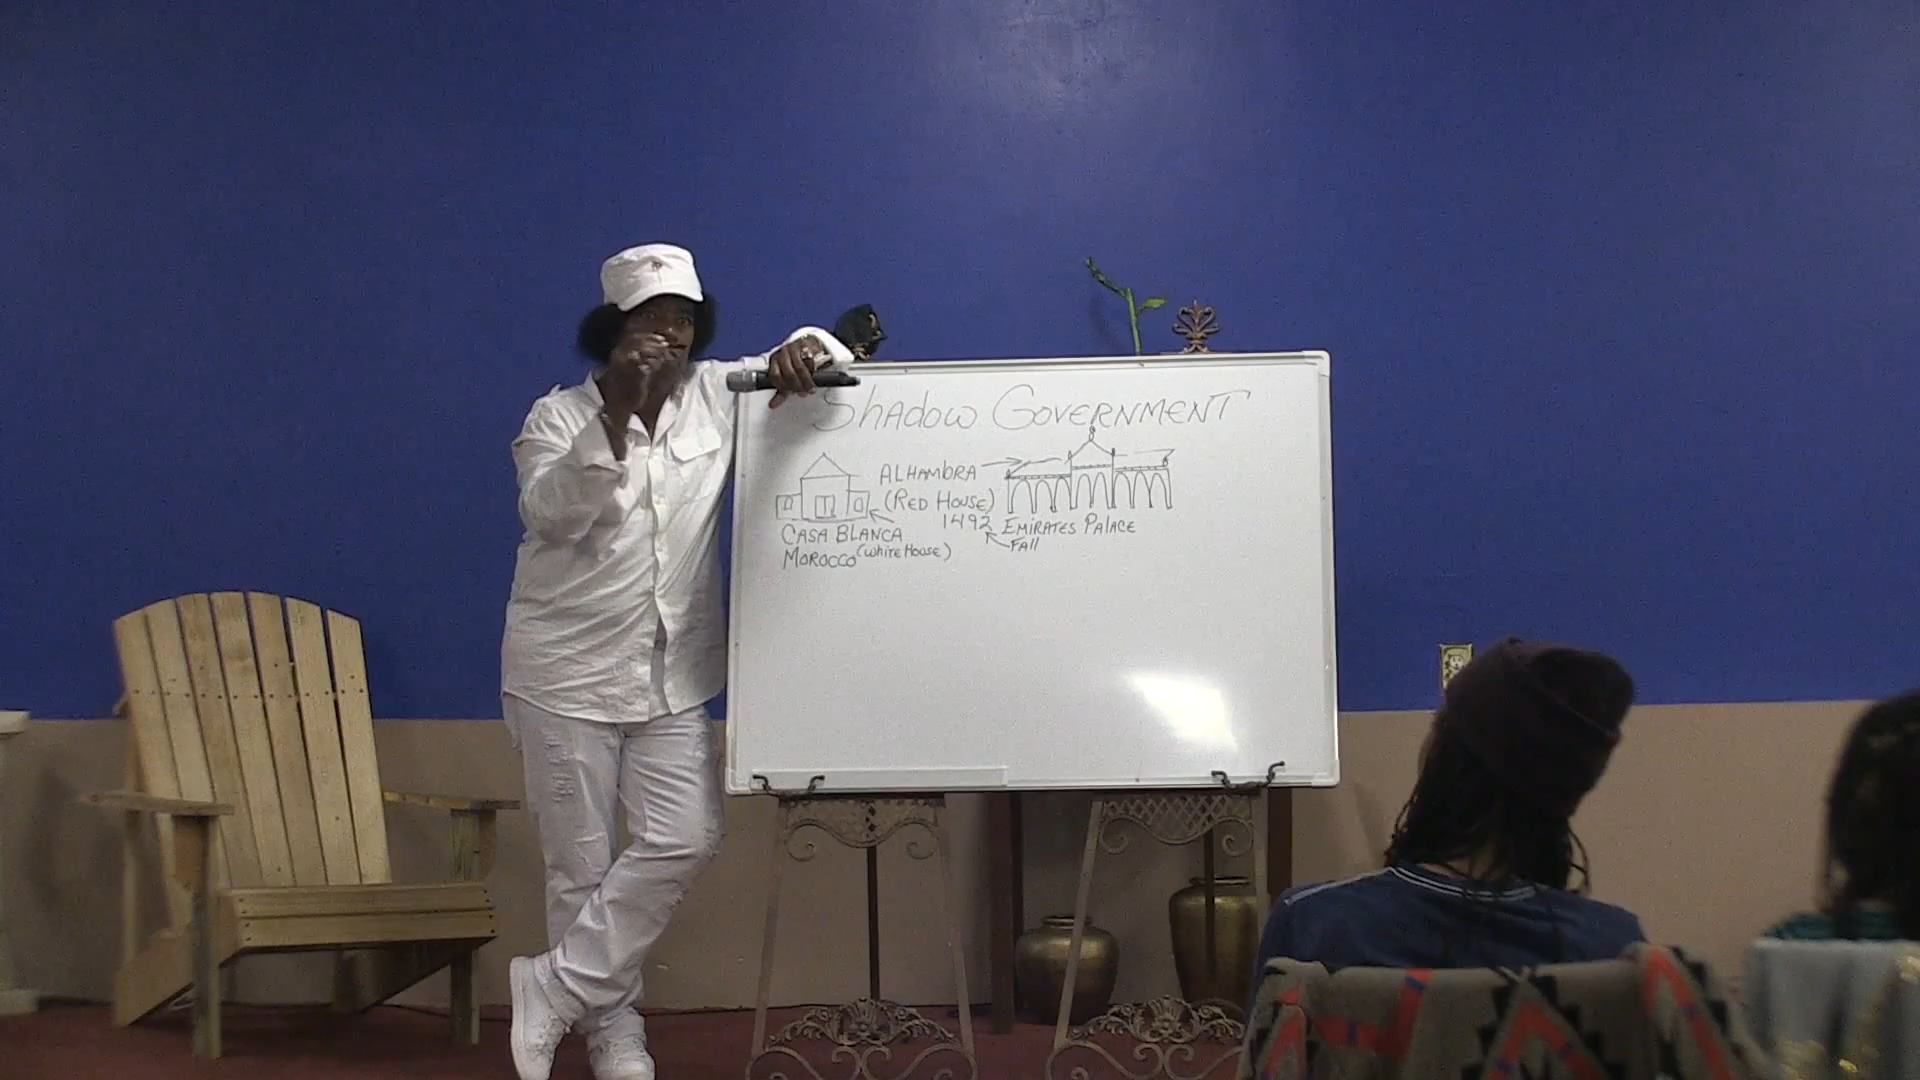 Shadow Government
Alhambra
(Red House)
1492
Fall
Casa Blanca
Morocco (White House)
Emirates Palace